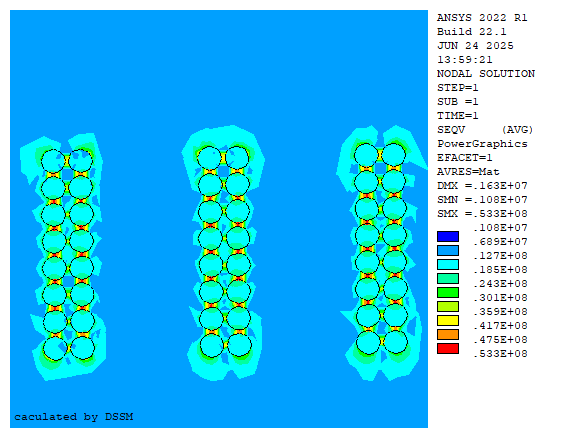 ANSYS 2022 R1
Build 22.1
JUN 24 2025
13:59:21
NODAL SOLUTION
STEP=1
SUB =1
TIME=1
SEQV (AVG)
PowerGraphics
EFACET=1
AVRES=Mat
DMX =.163E+07
SMN =.108E+07
SMX =.533E+08
.108E+07
.689E+07
.127E+08
.185E+08
.243E+08
.301E+08
.359E+08
.417E+08
.475E+08
.533E+08
caculated by DSSM